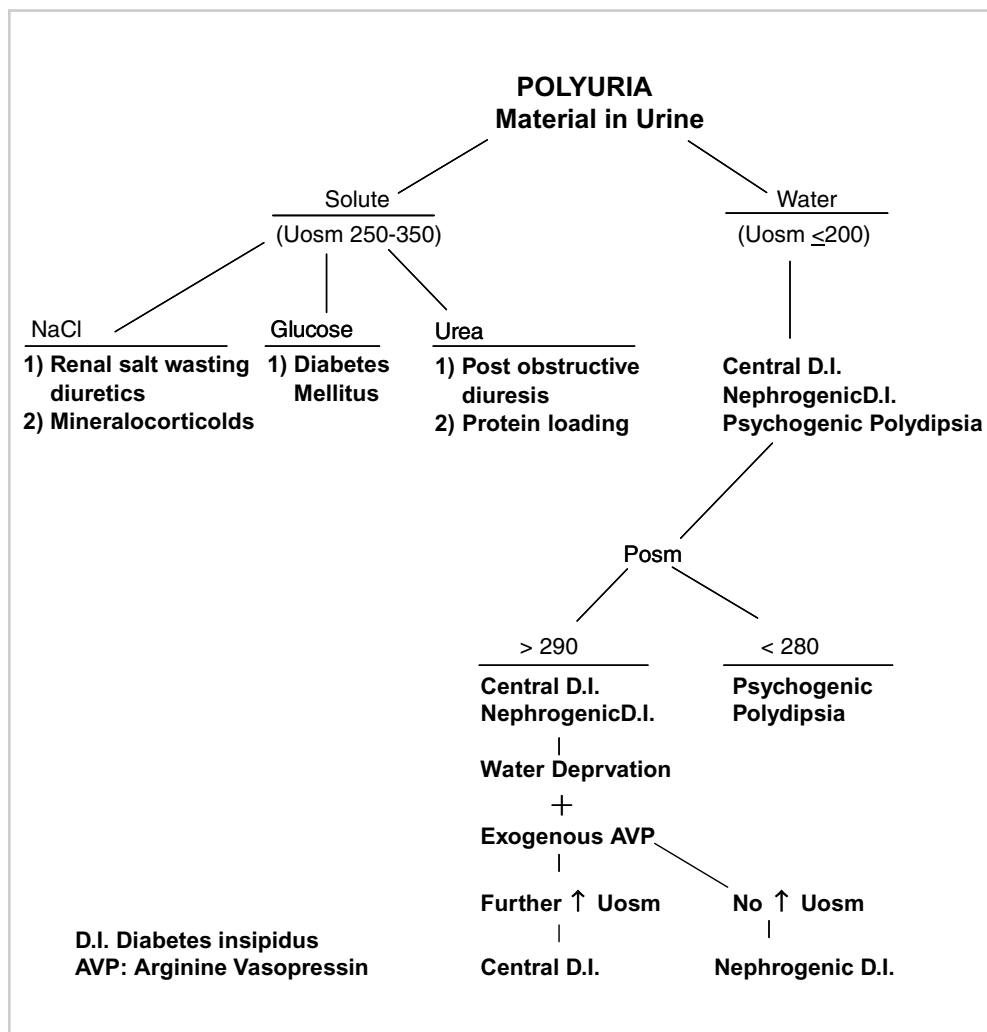 POLYURIA
Material in Urine
Solute
(Uosm 250-350)
Water
(Uosm ≤200)
NaCl
1) Renal salt wasting
diuretics
2) Mineralocorticolds
Glucose
1) Diabetes
Mellitus
Urea
1) Post obstructive
diuresis
2) Protein loading
Central D.I.
NephrogenicD.I.
Psychogenic Polydipsia
Posm
> 290
Central D.I.
NephrogenicD.I.
< 280
Psychogenic
Polydipsia
Water Deprvation
+
Exogenous AVP
Further ↑ Uosm
No ↑ Uosm
Central D.I.
Nephrogenic D.I.
D.I. Diabetes insipidus
AVP: Arginine Vasopressin